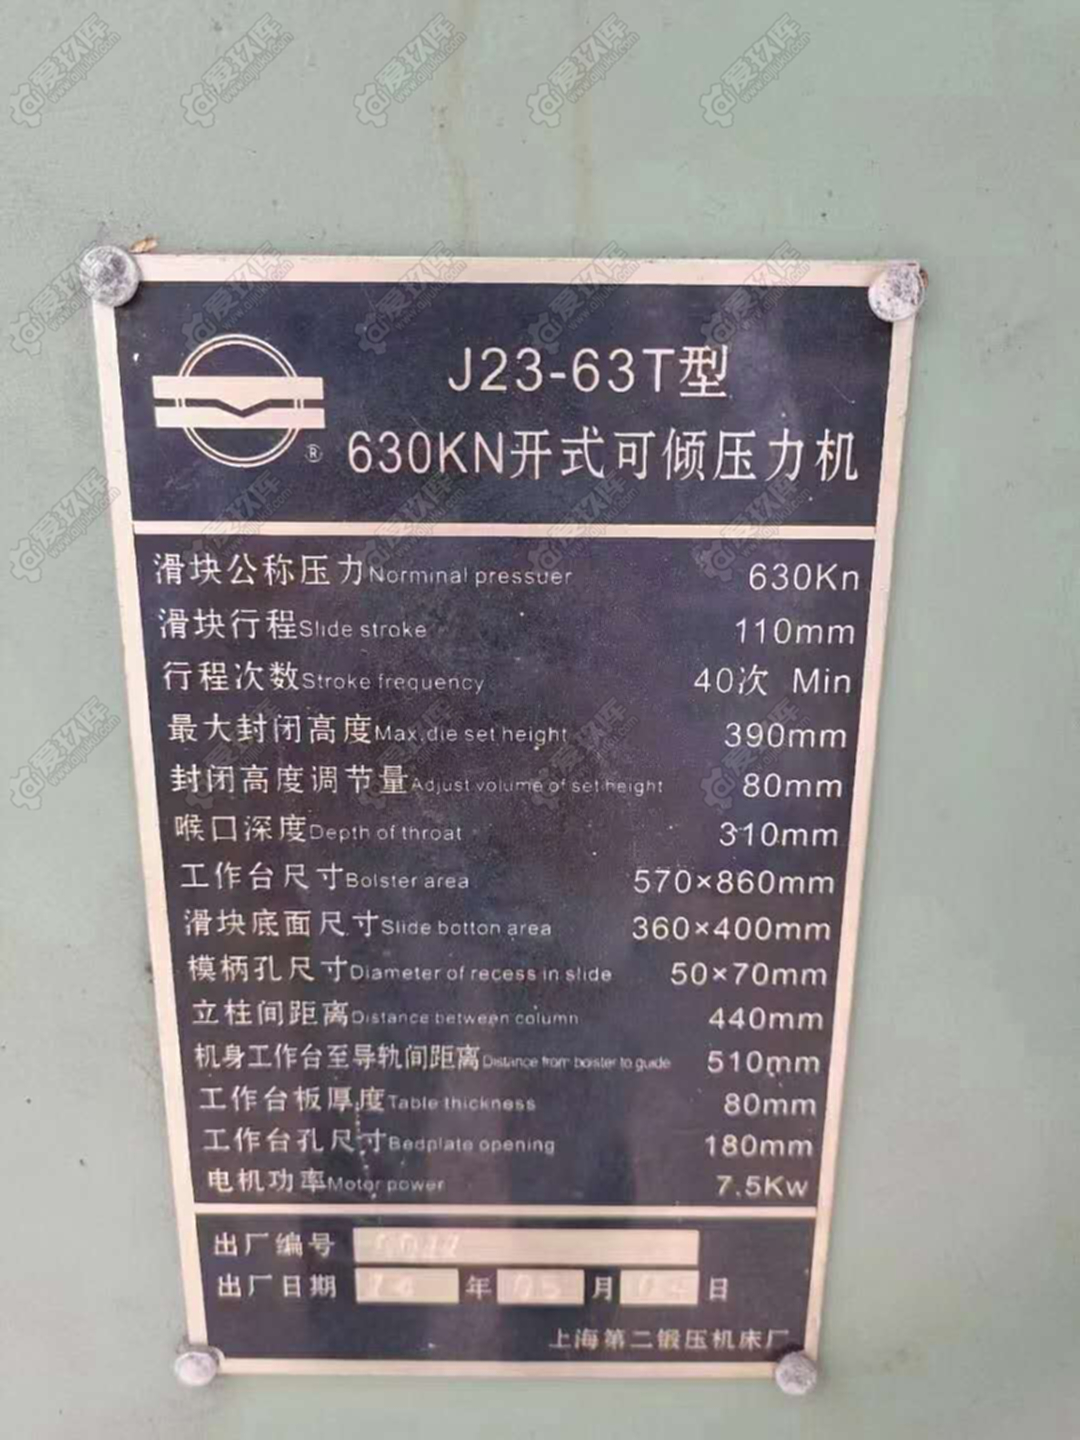 J23-63T型
®
630KN开式可倾压力机
滑块公称压力Norminal pressuer 630Kn
滑块行程Slide stroke 110mm
行程次数Stroke frequency 40次 Min
最大封闭高度Max.die set height 390mm
封闭高度调节量Adjust volume of set height 80mm
喉口深度Depth of throat 310mm
工作台尺寸Bolster area 570×860mm
滑块底面尺寸Slide botton area 360×400mm
模柄孔尺寸Diameter of recess in slide 50×70mm
立柱间距离Distance between column 440mm
机身工作台至导轨间距离Distance from bolster to guide 510mm
工作台板厚度Table thickness 80mm
工作台孔尺寸Bedplate opening 180mm
电机功率Motor power 7.5Kw
出厂编号
出厂日期 年 05 月 日
上海第二锻压机床厂
爱玖库
www.aijiuku.com